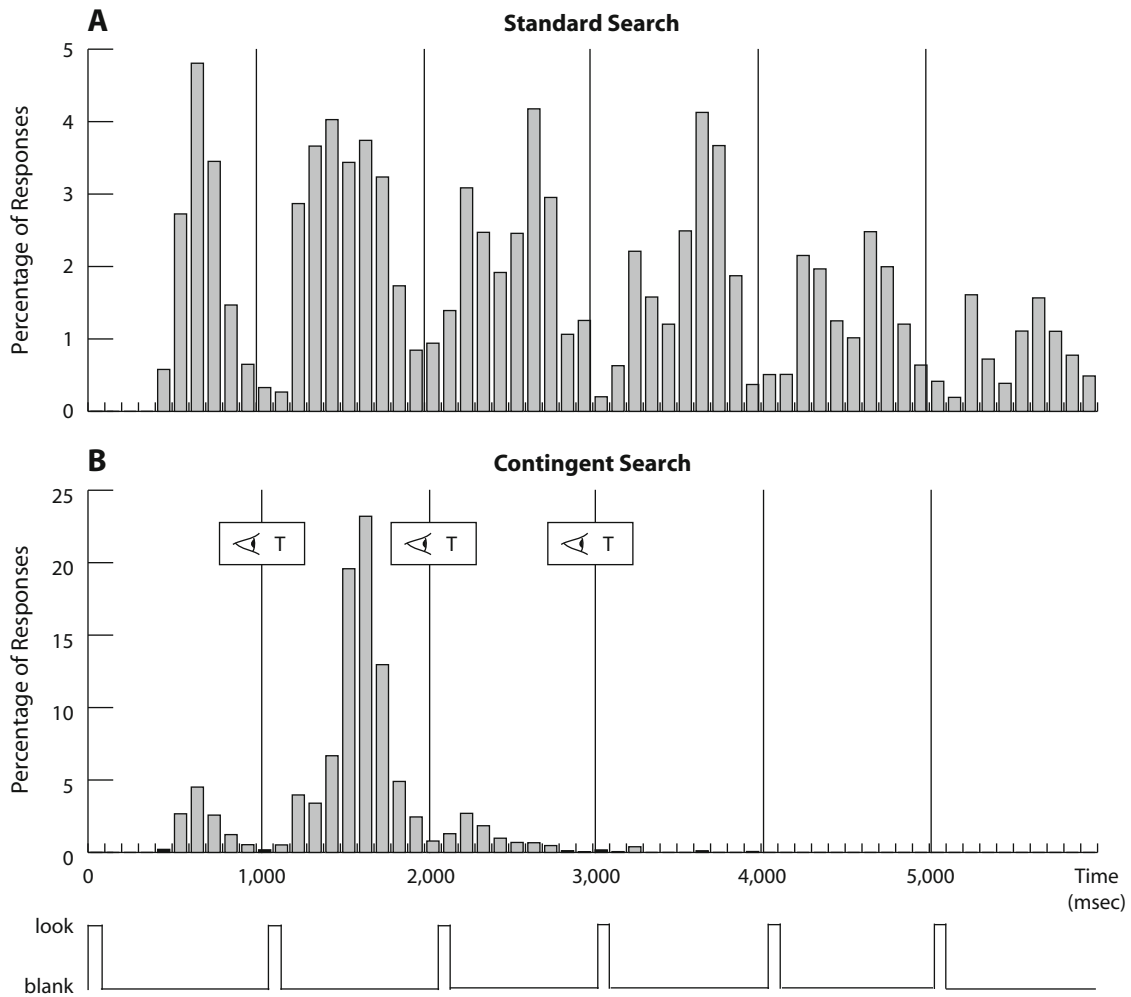 A
Standard Search
Percentage of Responses
5
4
3
2
1
0
B
Contingent Search
Percentage of Responses
25
20
15
10
5
0
T
T
T
0 1,000 2,000 3,000 4,000 5,000 Time
(msec)
look
blank